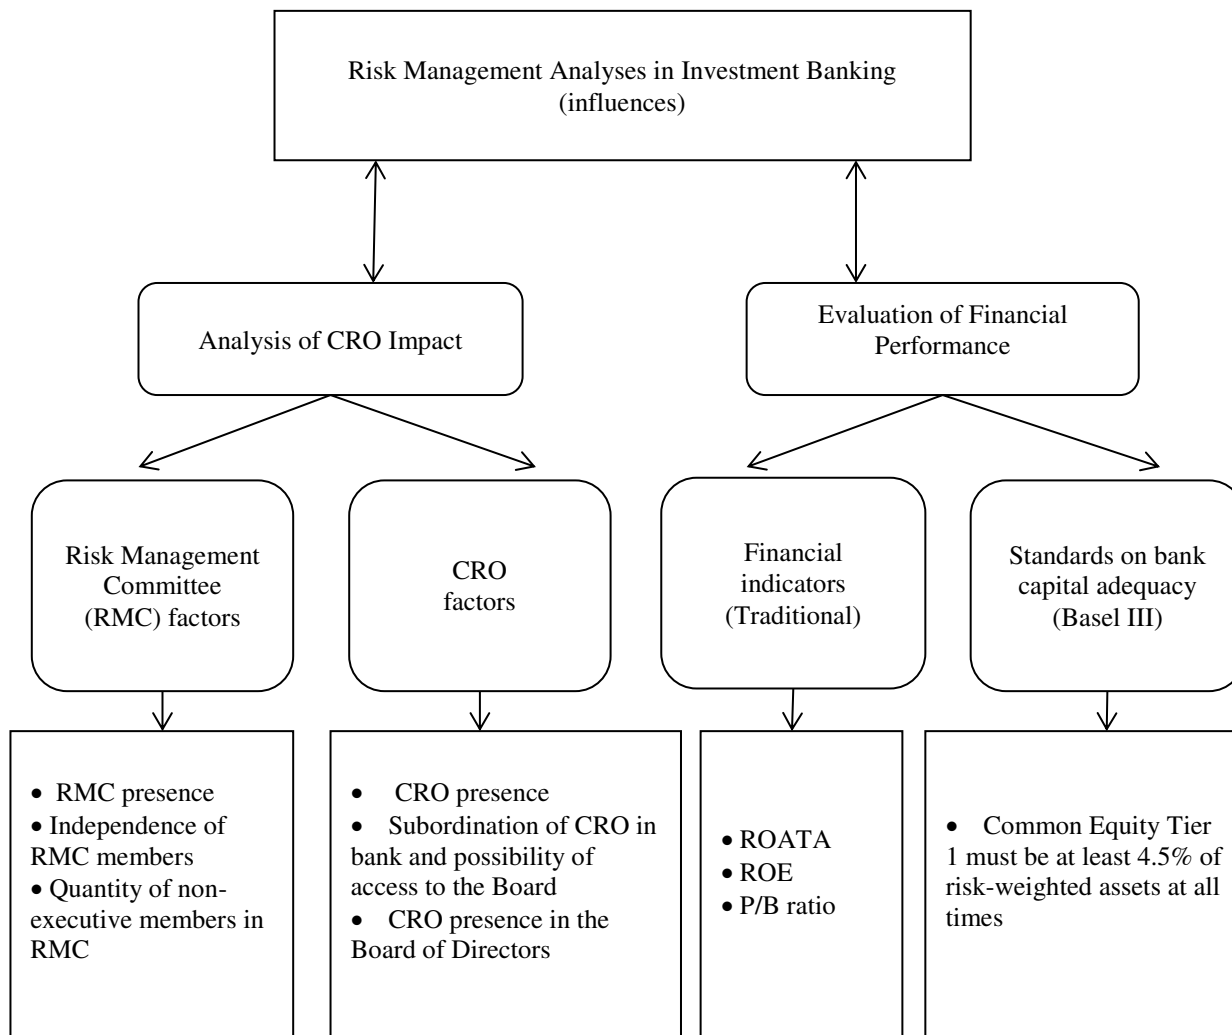 Risk Management Analyses in Investment Banking
(influences)
Analysis of CRO Impact
Evaluation of Financial
Performance
Risk Management
Committee
(RMC) factors
CRO
factors
Financial
indicators
(Traditional)
Standards on bank
capital adequacy
(Basel III)
• RMC presence
• Independence of
RMC members
• Quantity of non-
executive members in
RMC
• CRO presence
• Subordination of CRO in
bank and possibility of
access to the Board
• CRO presence in the
Board of Directors
• ROATA
• ROE
• P/B ratio
• Common Equity Tier
1 must be at least 4.5% of
risk-weighted assets at all
times